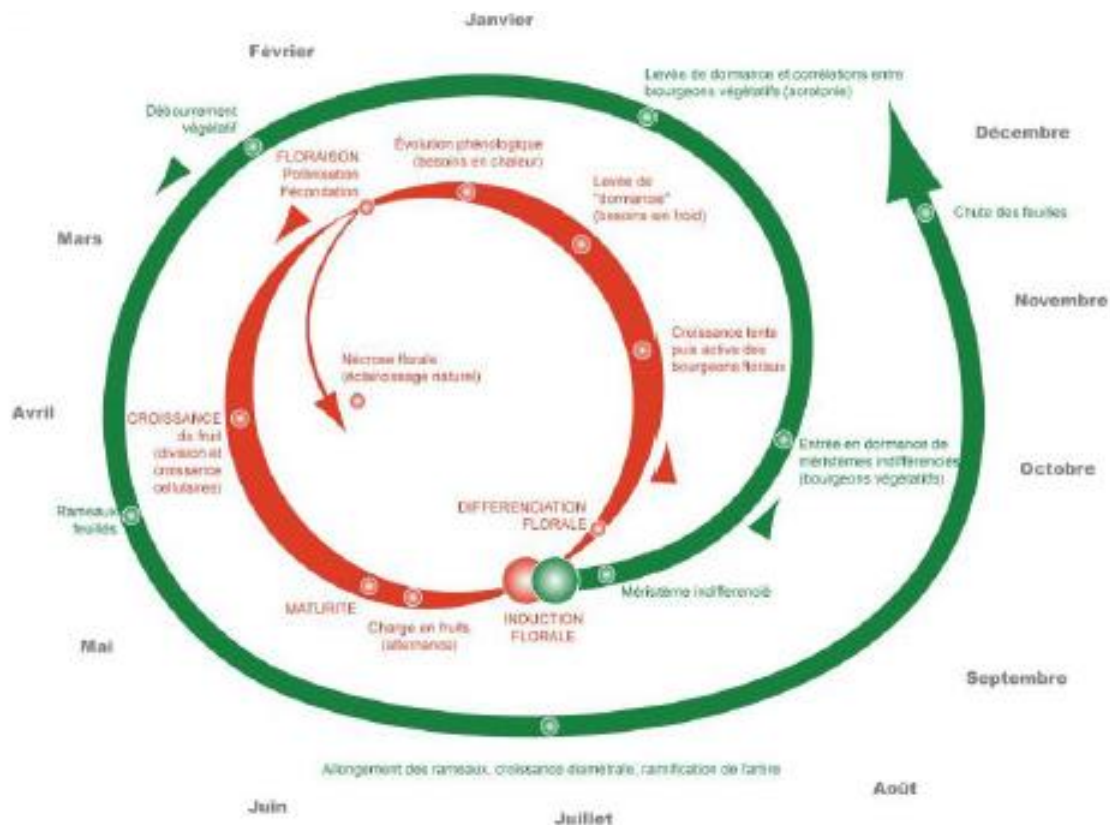 Janvier
Février
Levée de dormance et corrélations entre
bourgeons végétatifs (acrotonie)
Décembre
Débourrement
végétatif
Évolution phénologique
(besoins en chaleur)
FLORAISON
Pollinisation
Fécondation
Levée de
"dormance"
(besoins en froid)
Chute des feuilles
Mars
Novembre
Croissance lente
puis active des
bourgeons floraux
Nécrose florale
(éclaircissage naturel)
Avril
CROISSANCE
du fruit
(division et
croissance
cellulaires)
Entrée en dormance de
méristèmes indifférenciés
(bourgeons végétatifs)
Octobre
Rameaux
feuillés
DIFFERENCIATION
FLORALE
MATURITE
Charge en fruits
(alternance)
INDUCTION
FLORALE
Méristème indifférencié
Mai
Septembre
Allongement des rameaux, croissance diamétrale, ramification de l'arbre
Août
Juin
Juillet